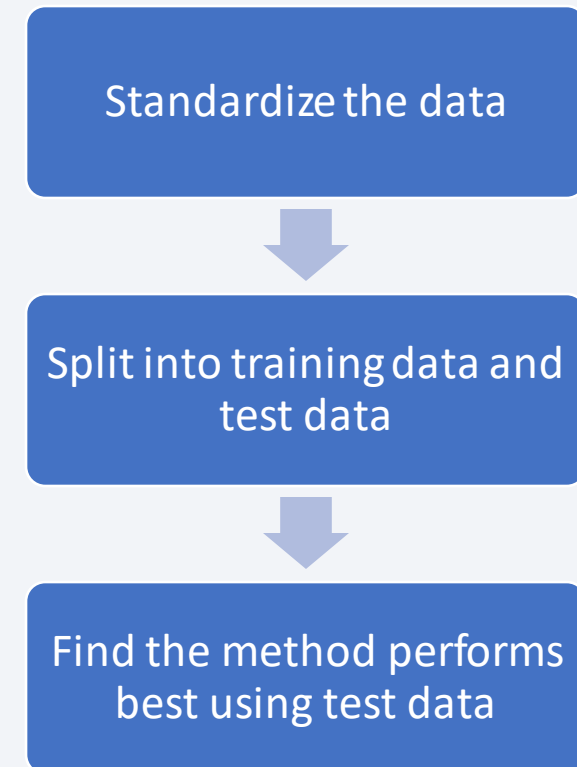 Standardize the data
Split into training data and
test data
Find the method performs
best using test data